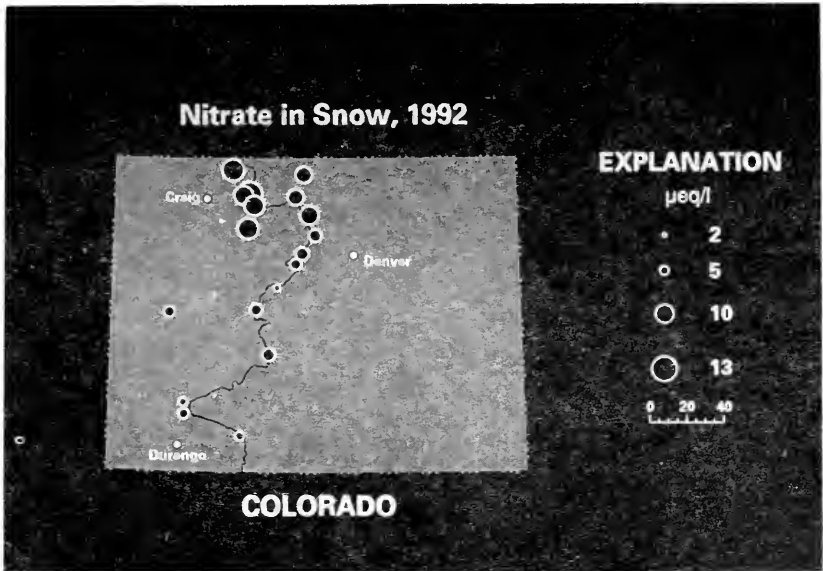 Nitrate in Snow, 1992
EXPLANATION
µeq/l
2
5
10
13
0 20 40
Craig
Denver
Durango
COLORADO